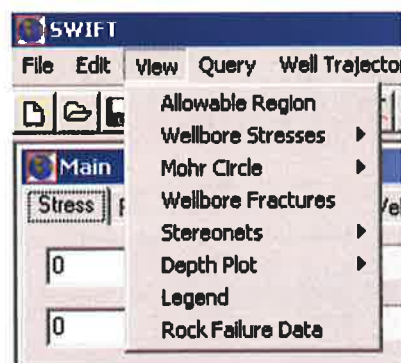 SWIFT
File Edit View Query Well Trajecto
Allowable Region
Wellbore Stresses
Main
Mohr Circle
Stress
Wellbore Fractures
Stereonets
0
Depth Plot
Legend
0
Rock Failure Data